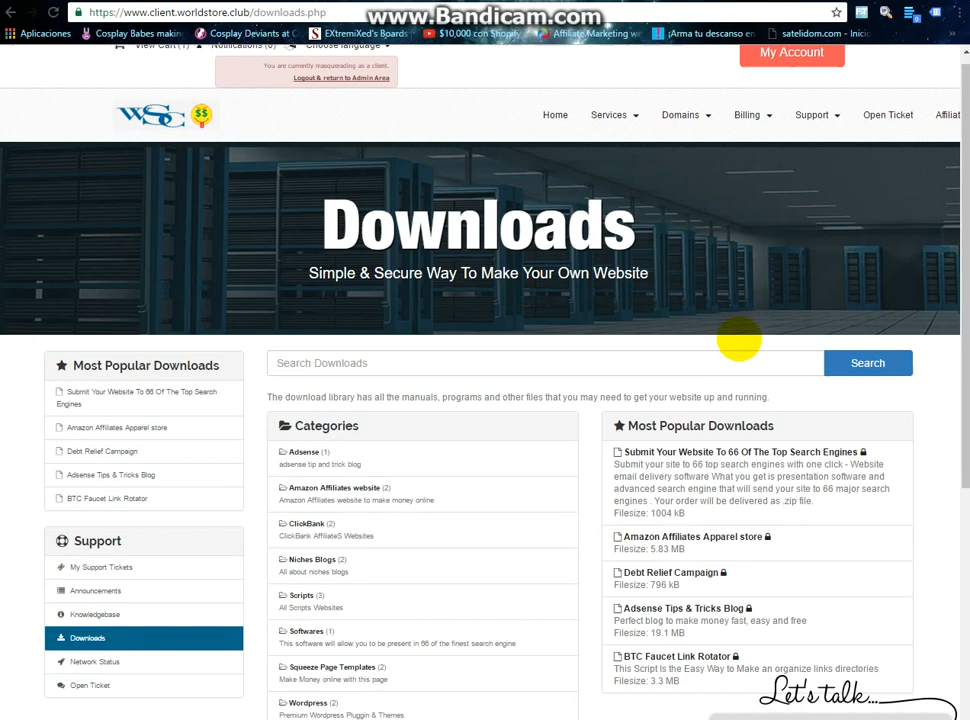 https://www.client.worldstore.club/downloads.php
www.Bandicam.com
Aplicaciones
Cosplay Babes makin
Cosplay Deviants at
EXtremiXed's Boards
$10,000 con Shopify
Affiliate Marketing we
¡Arma tu descanso en
satelidom.com - Inici
View Cart (1)
Notifications (0)
Choose language
My Account
You are currently masquerading as a client.
Logout & return to Admin Area
WSC $$
Home
Services
Domains
Billing
Support
Open Ticket
Affiliat
Downloads
Simple & Secure Way To Make Your Own Website
Most Popular Downloads
Submit Your Website To 66 Of The Top Search
Engines
Amazon Affiliates Apparel store
Debt Relief Campaign
Adsense Tips & Tricks Blog
BTC Faucet Link Rotator
Support
My Support Tickets
Announcements
Knowledgebase
Downloads
Network Status
Open Ticket
Search Downloads
Search
The download library has all the manuals, programs and other files that you may need to get your website up and running.
Categories
Adsense (1)
adsense tip and trick blog
Amazon Affiliates website (2)
Amazon Affiliates website to make money online
ClickBank (2)
ClickBank AffiliateS Websites
Niches Blogs (2)
All about niches blogs
Scripts (3)
All Scripts Websites
Softwares (1)
This software will allow you to be present in 66 of the finest search engine
Squeeze Page Templates (2)
Make Money online with this page
Wordpress (2)
Premium Wordpress Pluggin & Themes
Most Popular Downloads
Submit Your Website To 66 Of The Top Search Engines
Submit your site to 66 top search engines with one click - Website
email delivery software What you get is presentation software and
advanced search engine that will send your site to 66 major search
engines . Your order will be delivered as .zip file.
Filesize: 1004 kB
Amazon Affiliates Apparel store
Filesize: 5.83 MB
Debt Relief Campaign
Filesize: 796 kB
Adsense Tips & Tricks Blog
Perfect blog to make money fast, easy and free
Filesize: 19.1 MB
BTC Faucet Link Rotator
This Script Is the Easy Way to Make an organize links directories
Filesize: 3.3 MB
Let's talk...